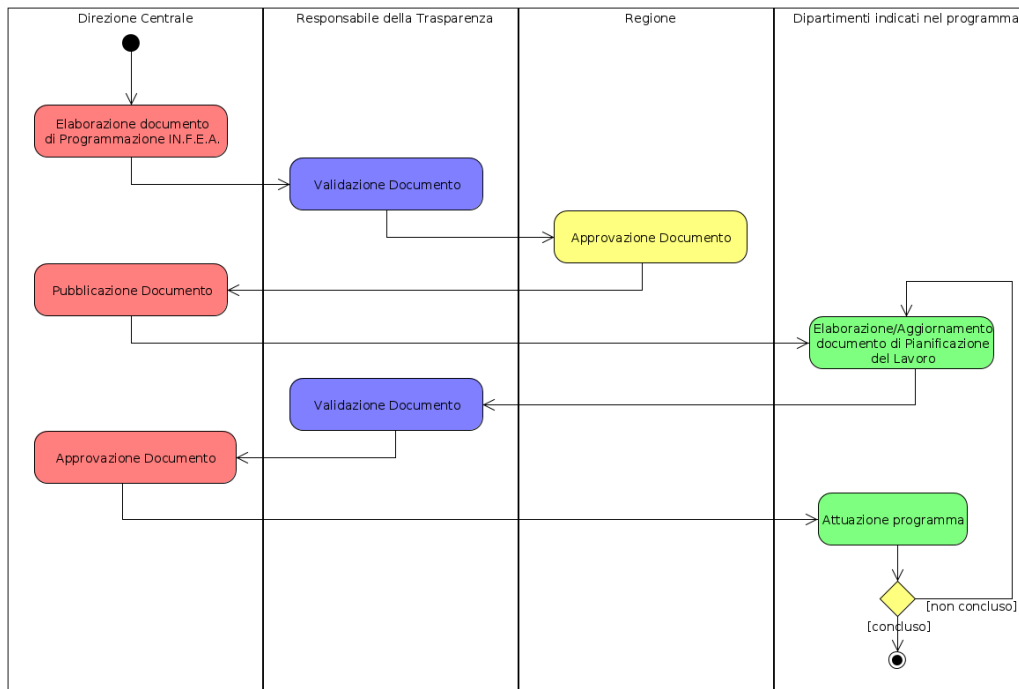 Direzione Centrale
Responsabile della Trasparenza
Regione
Dipartimenti indicati nel programma
Elaborazione documento
di Programmazione IN.F.E.A.
Validazione Documento
Approvazione Documento
Pubblicazione Documento
Elaborazione/Aggiornamento
documento di Pianificazione
del Lavoro
Validazione Documento
Approvazione Documento
Attuazione programma
[non concluso]
[concluso]